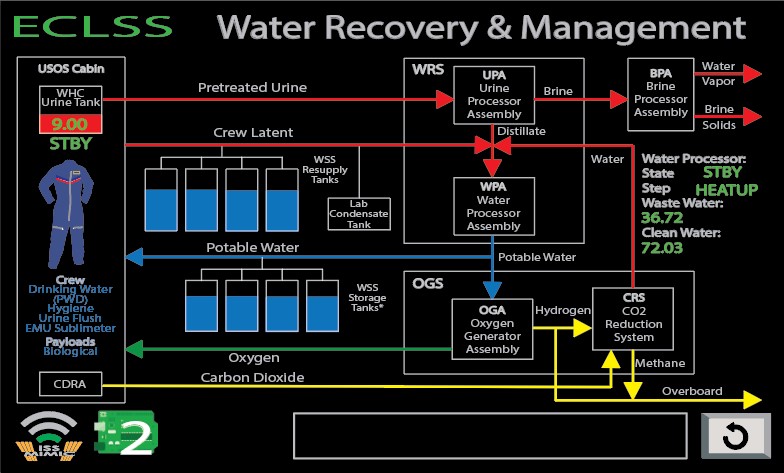 ECLSS
Water Recovery & Management
USOS Cabin
WHC
Urine Tank
9.00
STBY
Pretreated Urine
WRS
UPA
Urine
Processor
Assembly
Brine
BPA
Brine
Processor
Assembly
Water
Vapor
Brine
Solids
Crew Latent
Distillate
Water
WSS
Resupply
Tanks
Lab
Condensate
Tank
WPA
Water
Processor
Assembly
Water Processor:
State STBY
Step HEATUP
Waste Water:
36.72
Clean Water:
72.03
Potable Water
Potable Water
WSS
Storage
Tanks*
Crew
Drinking Water
(PWD)
Hygiene
Urine Flush
EMU Sublimeter
Payloads
Biological
OGS
OGA
Oxygen
Generator
Assembly
Hydrogen
CRS
CO2
Reduction
System
Methane
Oxygen
Carbon Dioxide
CDRA
Overboard
ISS
MIMIC
2